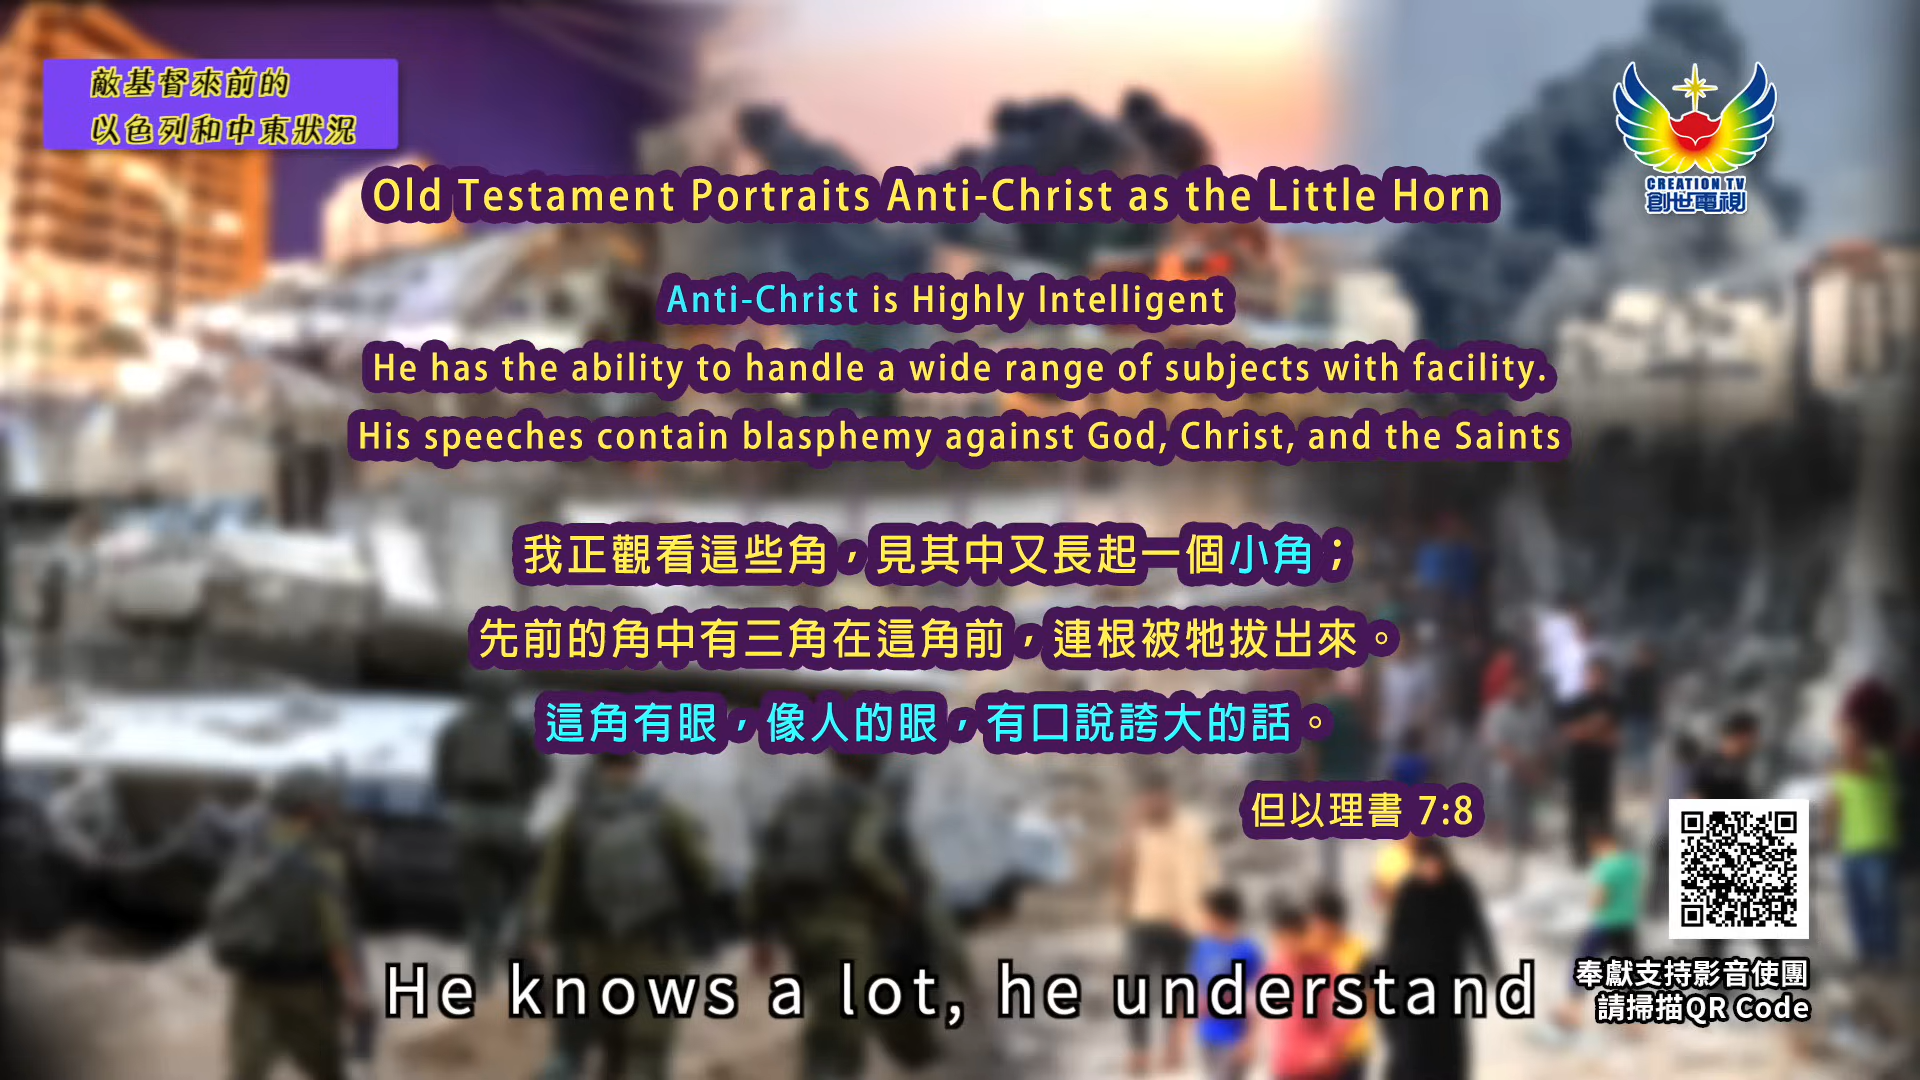 敵基督來前的
以色列和中東狀況
CREATION TV
創世電視
Old Testament Portraits Anti-Christ as the Little Horn
Anti-Christ is Highly Intelligent
He has the ability to handle a wide range of subjects with facility.
His speeches contain blasphemy against God, Christ, and the Saints
我正觀看這些角，見其中又長起一個小角；
先前的角中有三角在這角前，連根被牠拔出來。
這角有眼，像人的眼，有口說誇大的話。
但以理書 7:8
He knows a lot, he understand
奉獻支持影音使團
請掃描QR Code